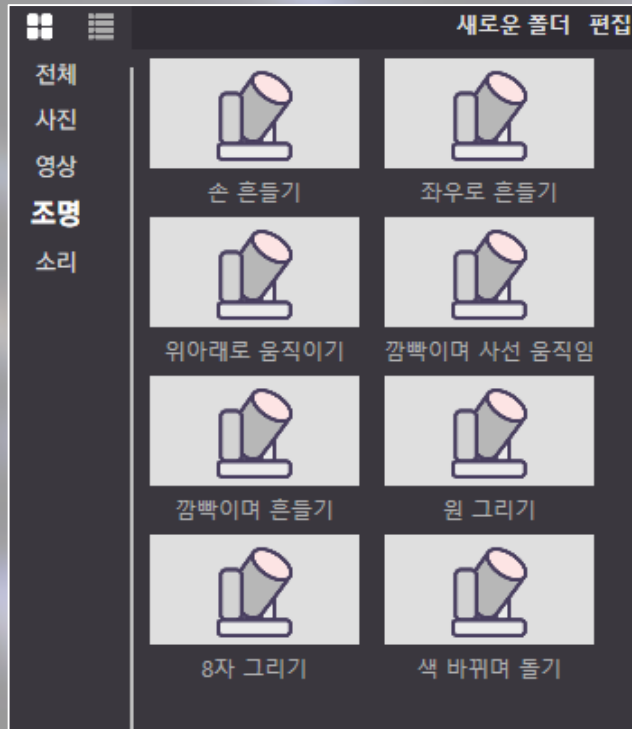 새로운 폴더 편집
전체
사진
영상
조명
소리
손 흔들기
좌우로 흔들기
위아래로 움직이기
깜빡이며 사선 움직임
깜빡이며 흔들기
원 그리기
8자 그리기
색 바뀌며 돌기